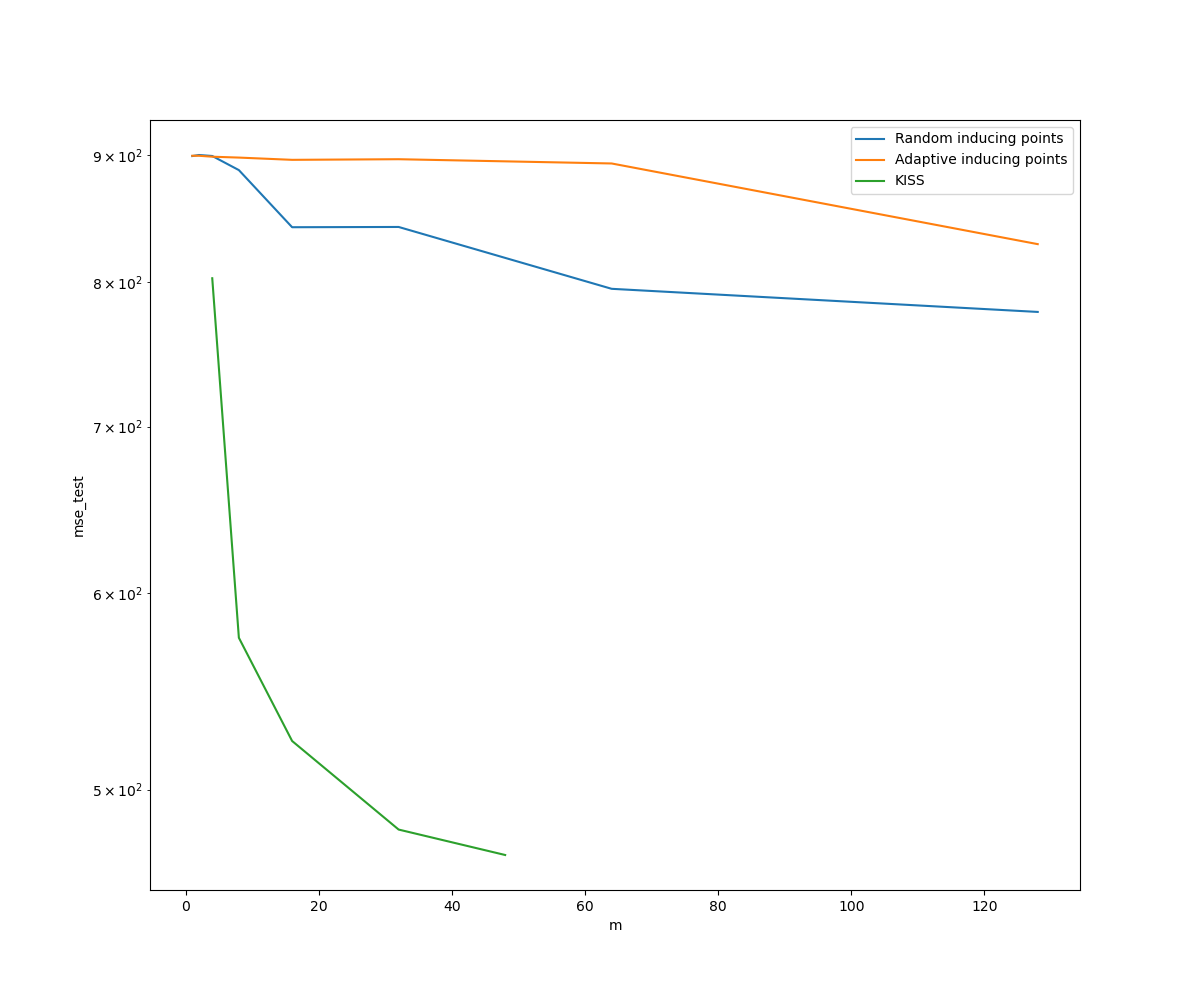 Random inducing points
Adaptive inducing points
KISS
9 × 10²
8 × 10²
7 × 10²
6 × 10²
5 × 10²
mse_test
0 20 40 60 80 100 120
m